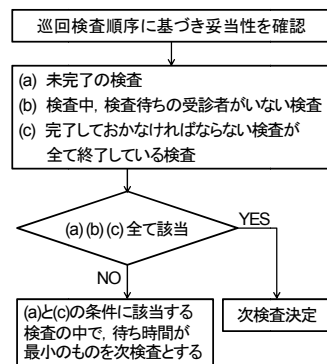 巡回検査順序に基づき妥当性を確認
(a) 未完了の検査
(b) 検査中，検査待ちの受診者がいない検査
(c) 完了しておかなければならない検査が
全て終了している検査
(a) (b) (c) 全て該当
YES
NO
(a)と(c)の条件に該当する
検査の中で，待ち時間が
最小のものを次検査とする
次検査決定